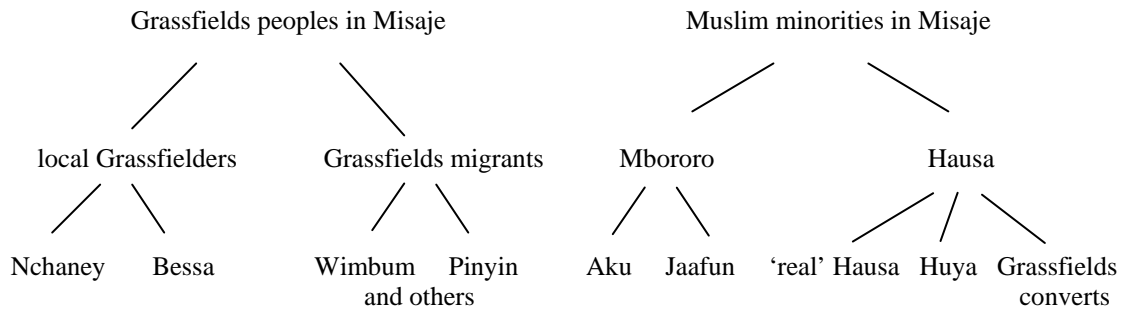 Grassfields peoples in Misaje Muslim minorities in Misaje
local Grassfielders Grassfields migrants Mbororo Hausa
Nchaney Bessa Wimbum Pinyin Aku Jaafun ‘real’ Hausa Huya Grassfields
and others converts